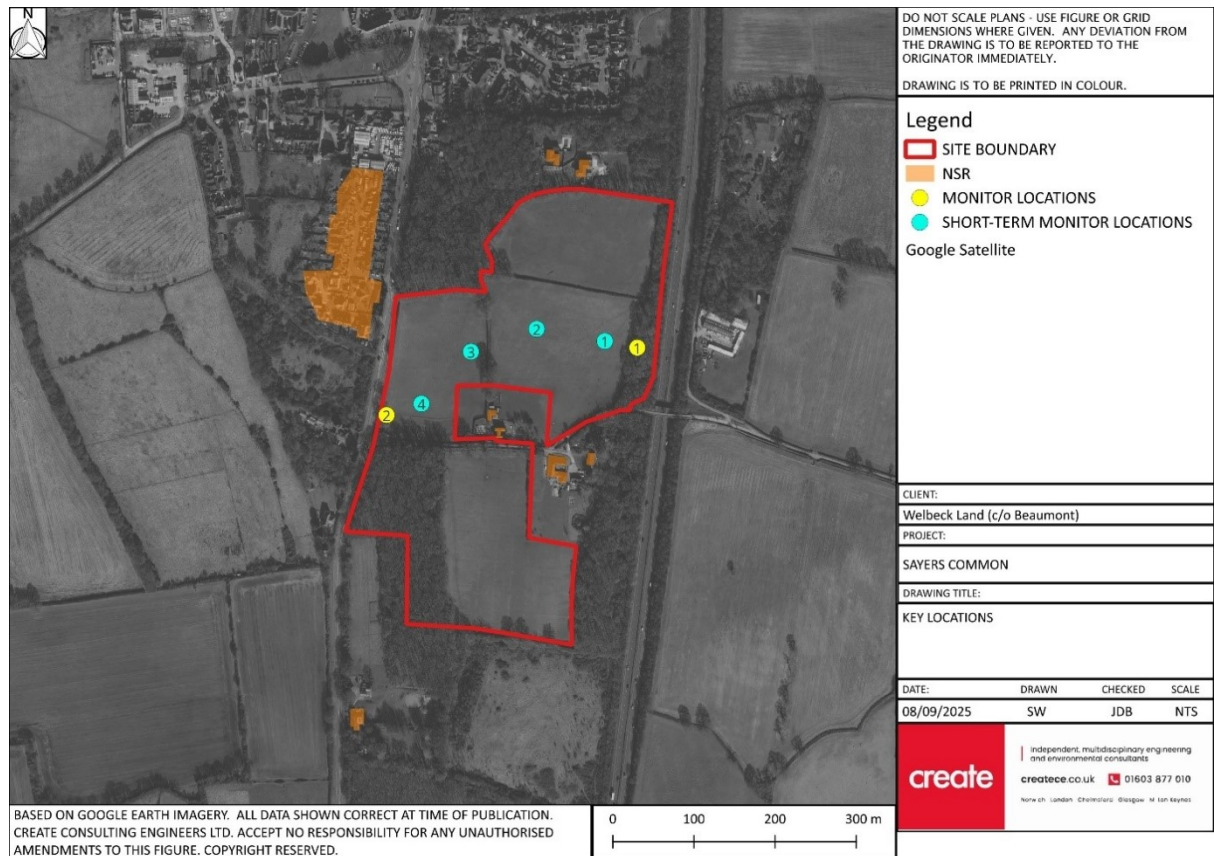 N
DO NOT SCALE PLANS - USE FIGURE OR GRID
DIMENSIONS WHERE GIVEN. ANY DEVIATION FROM
THE DRAWING IS TO BE REPORTED TO THE
ORIGINATOR IMMEDIATELY.
DRAWING IS TO BE PRINTED IN COLOUR.
Legend
SITE BOUNDARY
NSR
MONITOR LOCATIONS
SHORT-TERM MONITOR LOCATIONS
Google Satellite
2
1
1
3
4
2
CLIENT:
Welbeck Land (c/o Beaumont)
PROJECT:
SAYERS COMMON
DRAWING TITLE:
KEY LOCATIONS
DATE: DRAWN CHECKED SCALE
08/09/2025 SW JDB NTS
create
independent, multidisciplinary engineering
and environmental consultants
createce.co.uk 01603 877 010
Norwich London Chelmsford Glasgow Milton Keynes
BASED ON GOOGLE EARTH IMAGERY. ALL DATA SHOWN CORRECT AT TIME OF PUBLICATION.
CREATE CONSULTING ENGINEERS LTD. ACCEPT NO RESPONSIBILITY FOR ANY UNAUTHORISED
AMENDMENTS TO THIS FIGURE. COPYRIGHT RESERVED.
0 100 200 300 m